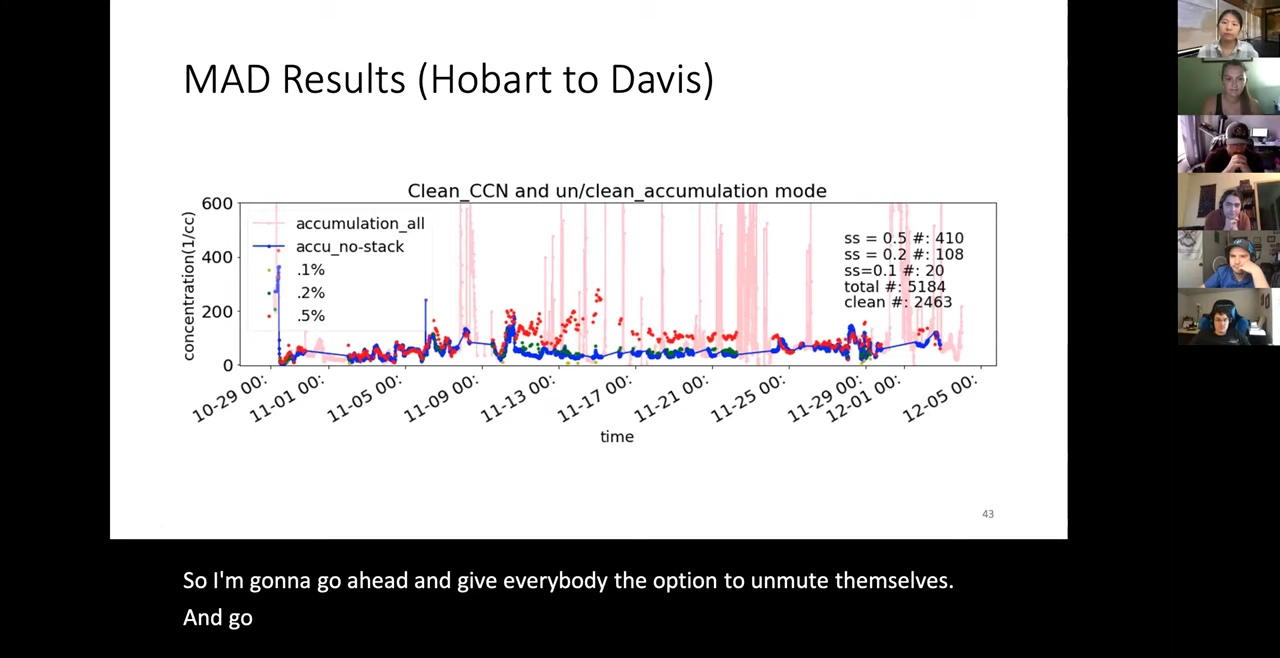 MAD Results (Hobart to Davis)
Clean_CCN and un/clean_accumulation mode
concentration(1/cc)
600
400
200
0
accumulation_all
accu_no-stack
.1%
.2%
.5%
ss = 0.5 #: 410
ss = 0.2 #: 108
ss=0.1 #: 20
total #: 5184
clean #: 2463
10-29 00:
11-01 00:
11-05 00:
11-09 00:
11-13 00:
11-17 00:
11-21 00:
11-25 00:
11-29 00:
12-01 00:
12-05 00:
time
43
So I'm gonna go ahead and give everybody the option to unmute themselves.
And go